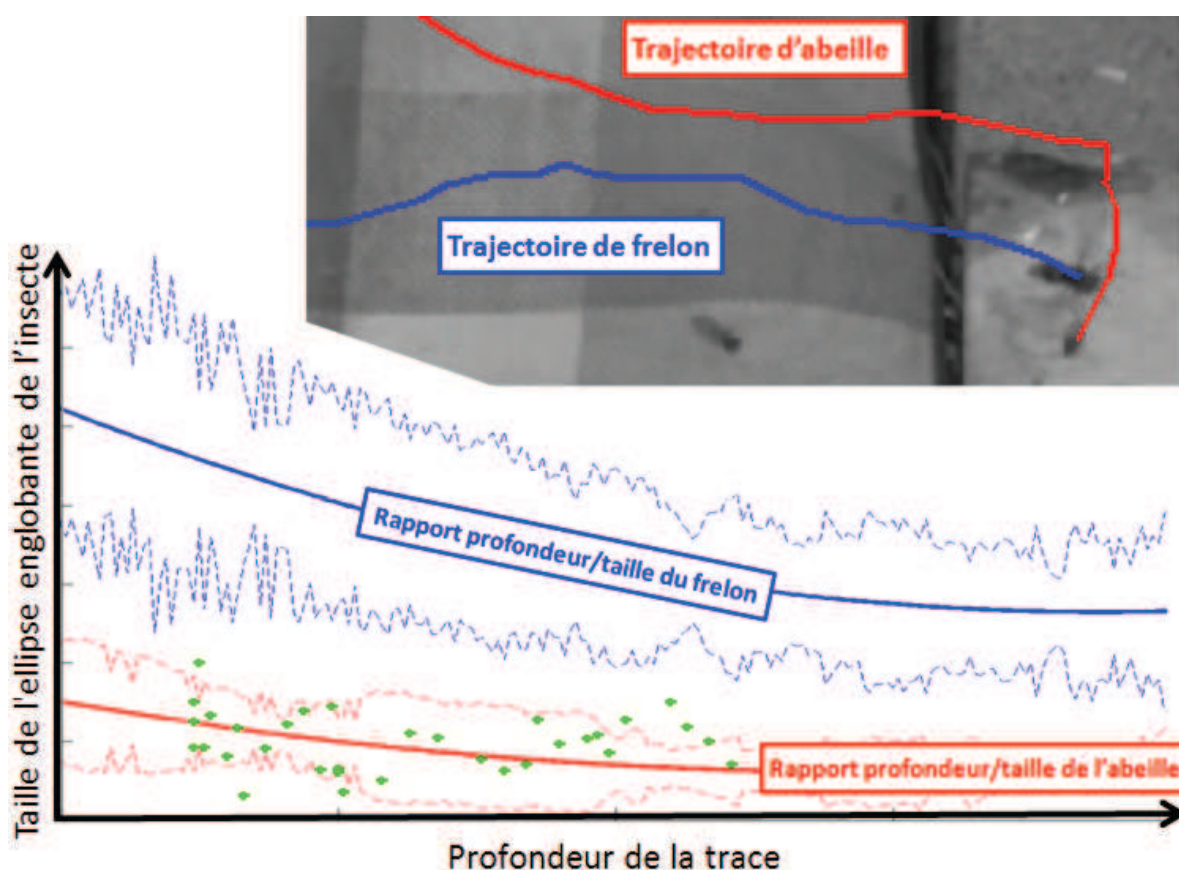 Trajectoire d'abeille
Trajectoire de frelon
Taille de l'ellipse englobante de l'insecte
Rapport profondeur/taille du frelon
Rapport profondeur/taille de l'abeille
Profondeur de la trace